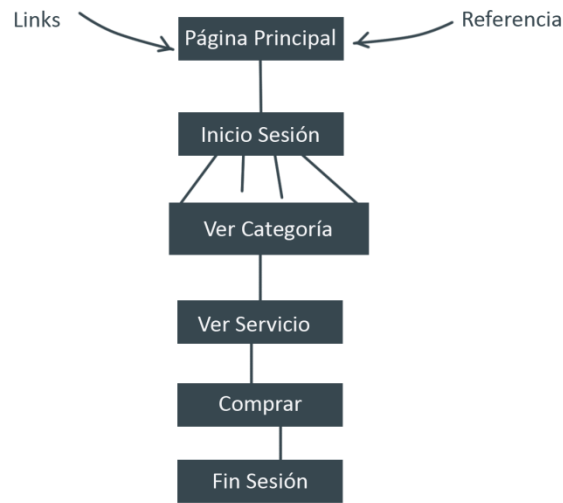 Links
Referencia
Página Principal
Inicio Sesión
Ver Categoría
Ver Servicio
Comprar
Fin Sesión